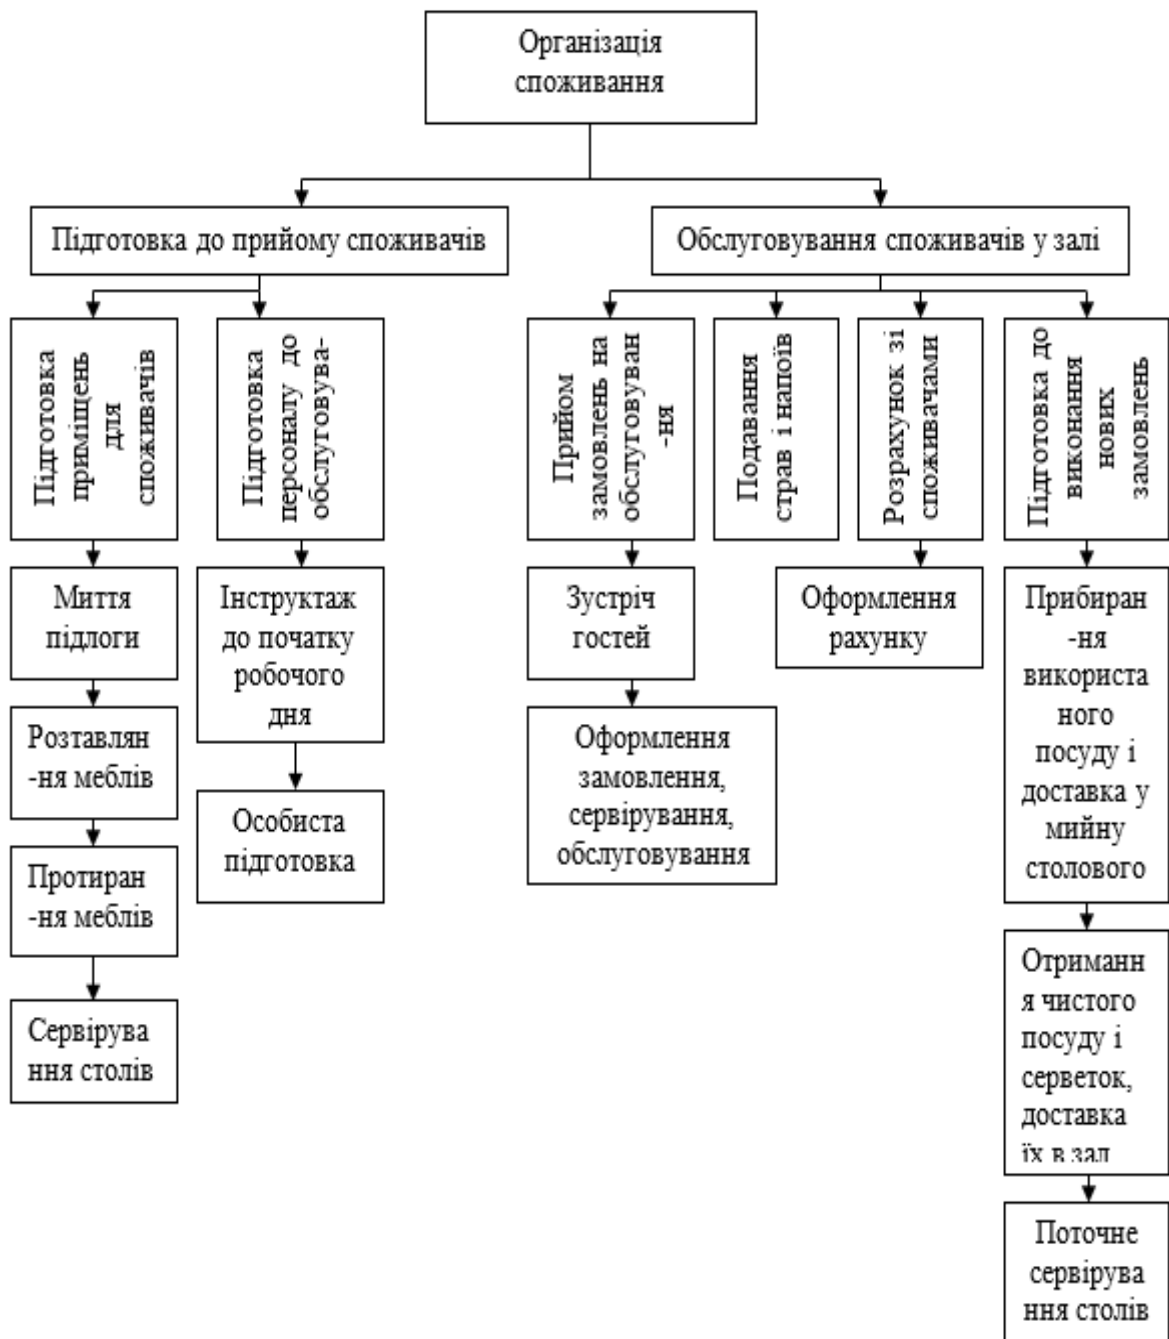 Організація
споживання
Підготовка до прийому споживачів
Обслуговування споживачів у залі
Підготовка
приміщень
для
споживачів
Підготовка
персоналу до
обслуговува-
Прийом
замовлень на
обслуговуван
-ня
Подавання
страв і напоїв
Розрахунок зі
споживачами
Підготовка до
виконання
нових
замовлень
Миття
підлоги
Розтавлян
-ня меблів
Протиран
-ня меблів
Сервірува
ння столів
Інструктаж
до початку
робочого
дня
Особиста
підготовка
Зустріч
гостей
Оформлення
замовлення,
сервірування,
обслуговування
Оформлення
рахунку
Прибиран
-ня
використа
ного
посуду і
доставка у
мийну
столового
Отриманн
я чистого
посуду і
серветок,
доставка
їх в зал
Поточне
сервірува
ння столів